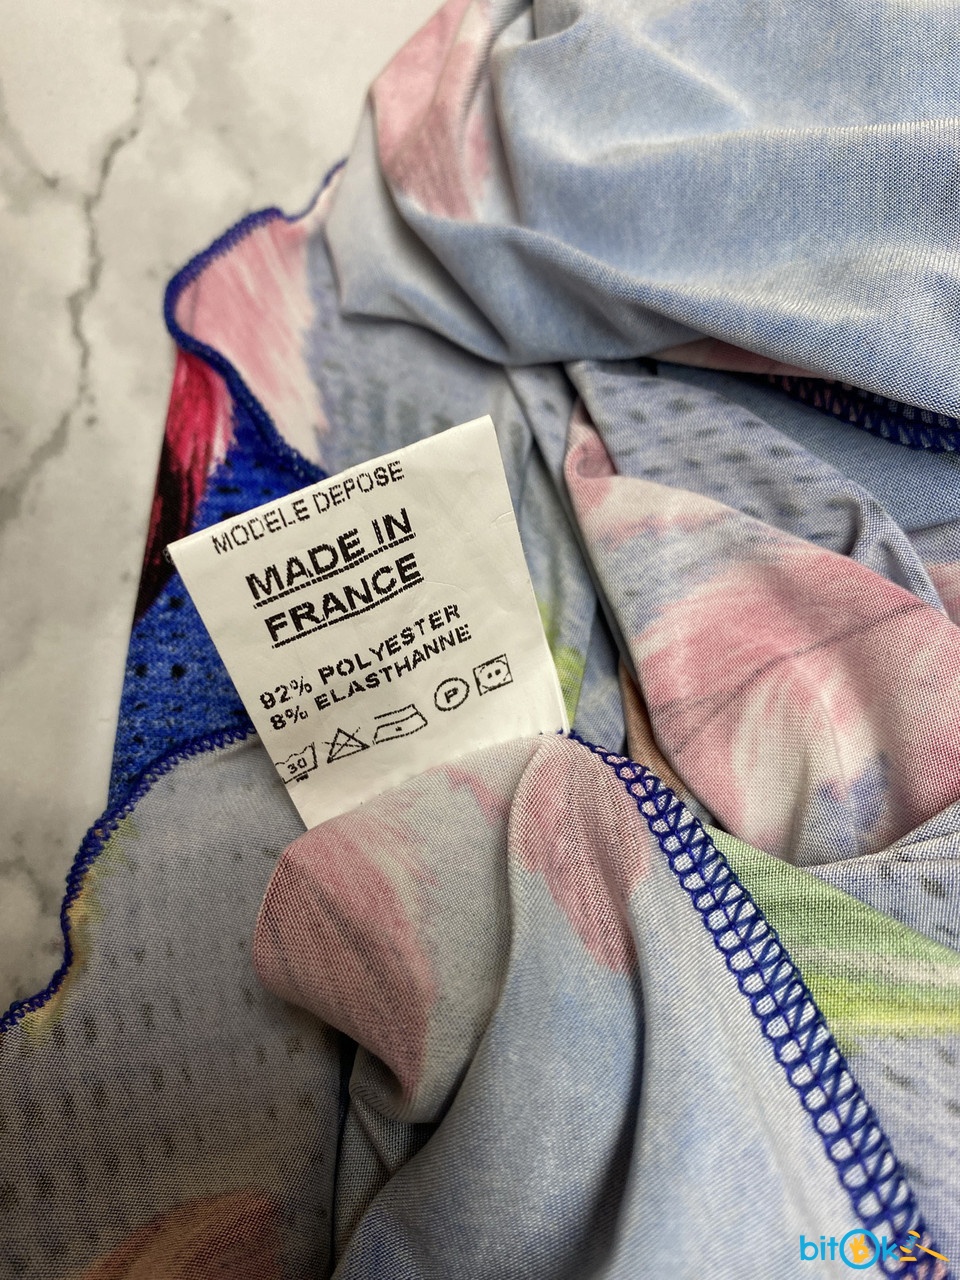 MODELE DEPOSE
MADE IN
FRANCE
92% POLYESTER
8% ELASTHANNE
30
P
bitOk